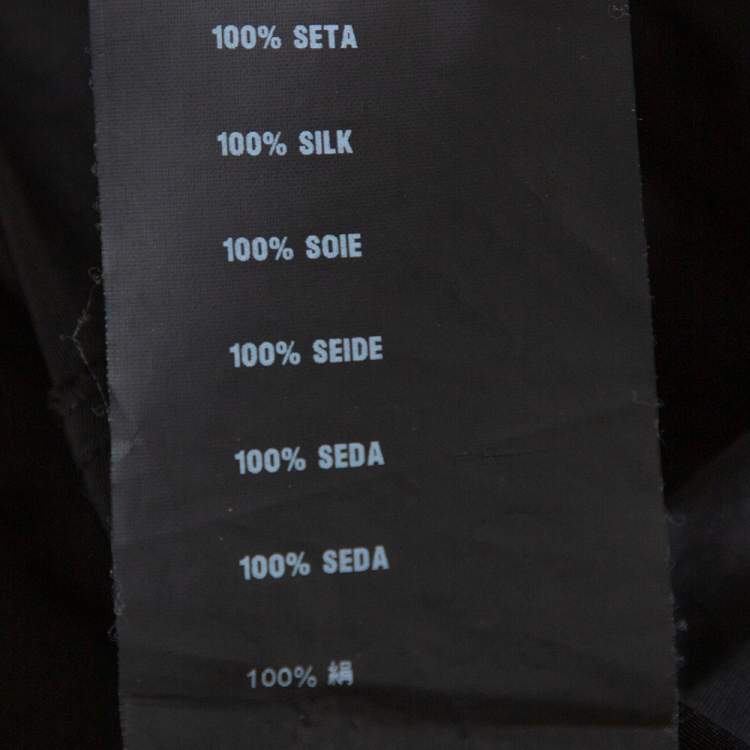 100% SETA
100% SILK
100% SOIE
100% SEIDE
100% SEDA
100% SEDA
100% 絹